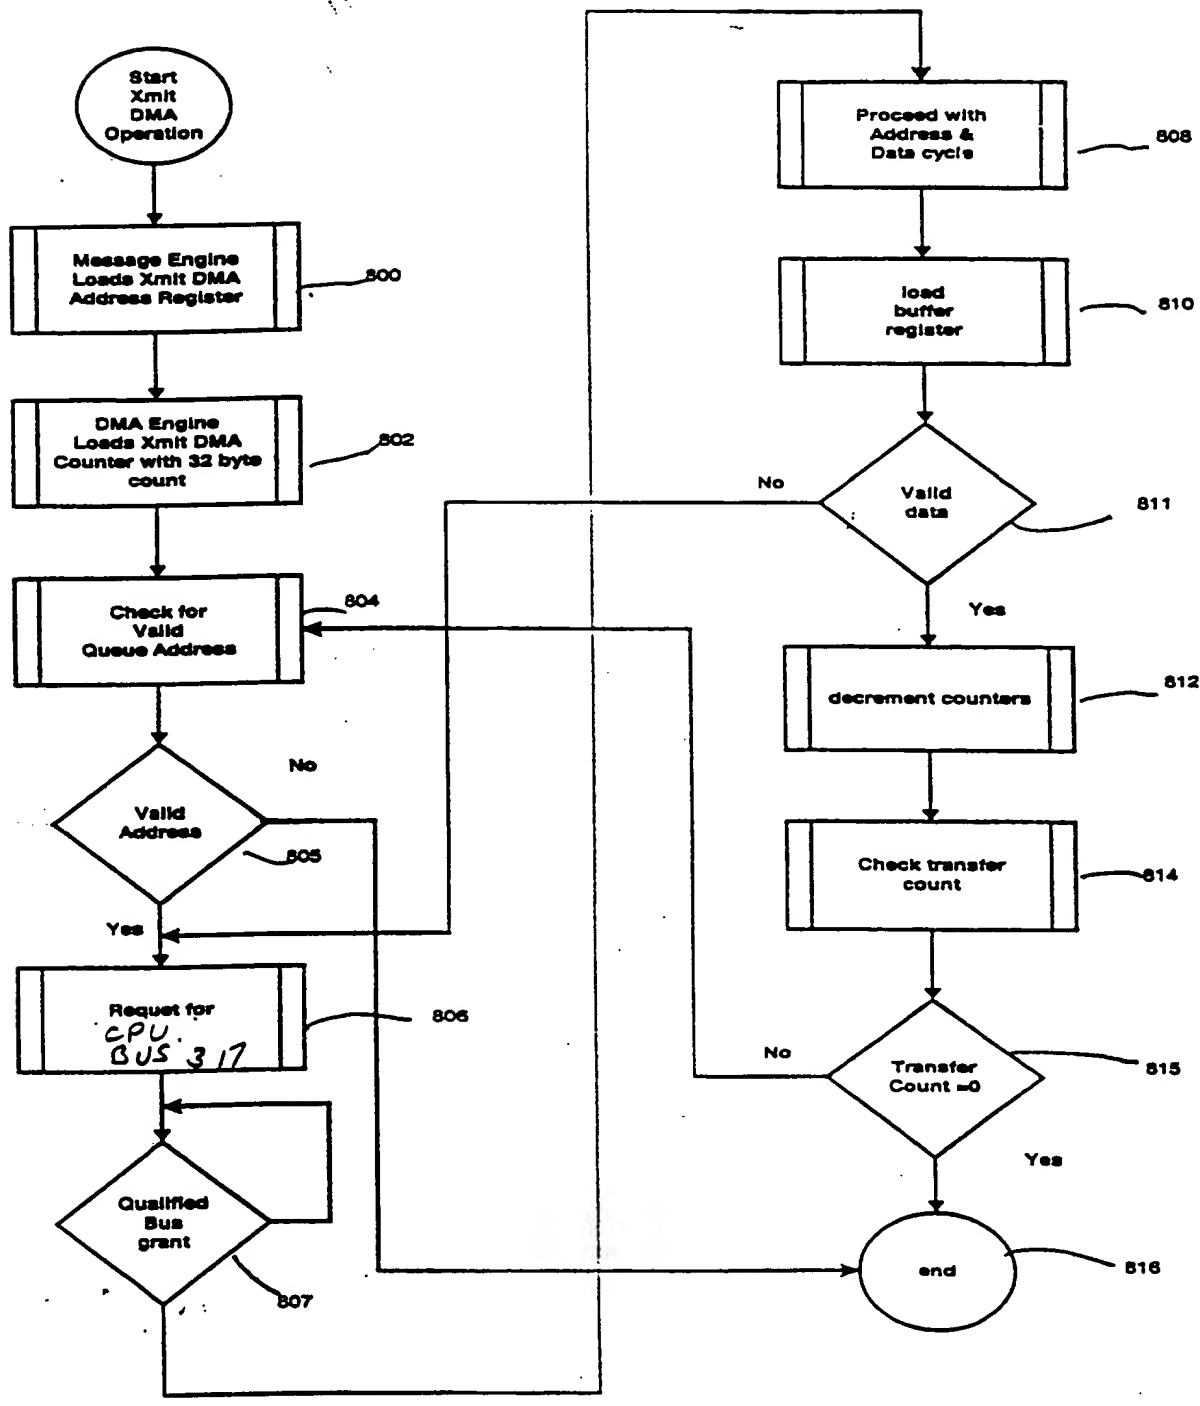 Start
Xmit
DMA
Operation
Message Engine
Loads Xmit DMA
Address Register
800
DMA Engine
Loads Xmit DMA
Counter with 32 byte
count
802
Check for
Valid
Queue Address
804
No
Valid
Address
805
Yes
Requet for
CPU
BUS 317
806
Qualified
Bus
grant
807
Proceed with
Address &
Data cycle
808
load
buffer
register
810
No
Valid
data
811
Yes
decrement counters
812
Check transfer
count
814
No
Transfer
Count =0
815
Yes
end
816